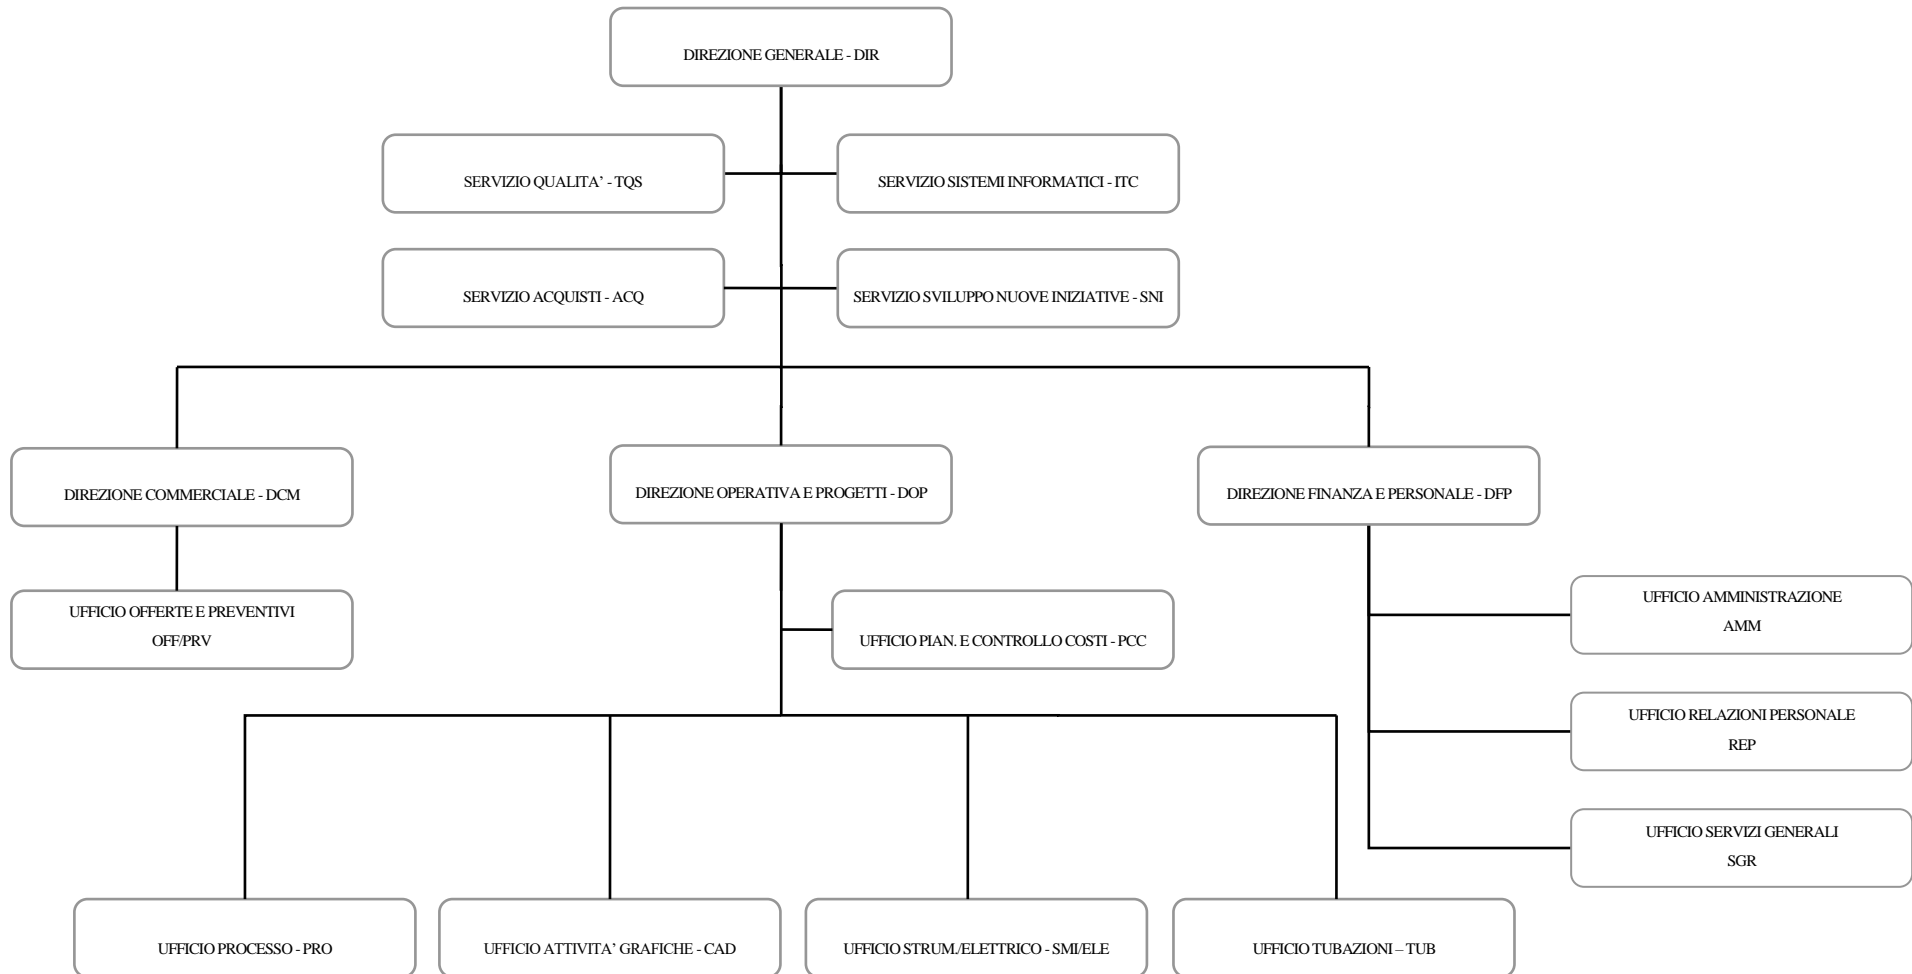 DIREZIONE GENERALE - DIR
SERVIZIO QUALITA’ - TQS
SERVIZIO SISTEMI INFORMATICI - ITC
SERVIZIO ACQUISTI - ACQ
SERVIZIO SVILUPPO NUOVE INIZIATIVE - SNI
DIREZIONE COMMERCIALE - DCM
DIREZIONE OPERATIVA E PROGETTI - DOP
DIREZIONE FINANZA E PERSONALE - DFP
UFFICIO OFFERTE E PREVENTIVI
OFF/PRV
UFFICIO PIAN. E CONTROLLO COSTI - PCC
UFFICIO AMMINISTRAZIONE
AMM
UFFICIO RELAZIONI PERSONALE
REP
UFFICIO SERVIZI GENERALI
SGR
UFFICIO PROCESSO - PRO
UFFICIO ATTIVITA’ GRAFICHE - CAD
UFFICIO STRUM./ELETTRICO - SMI/ELE
UFFICIO TUBAZIONI – TUB